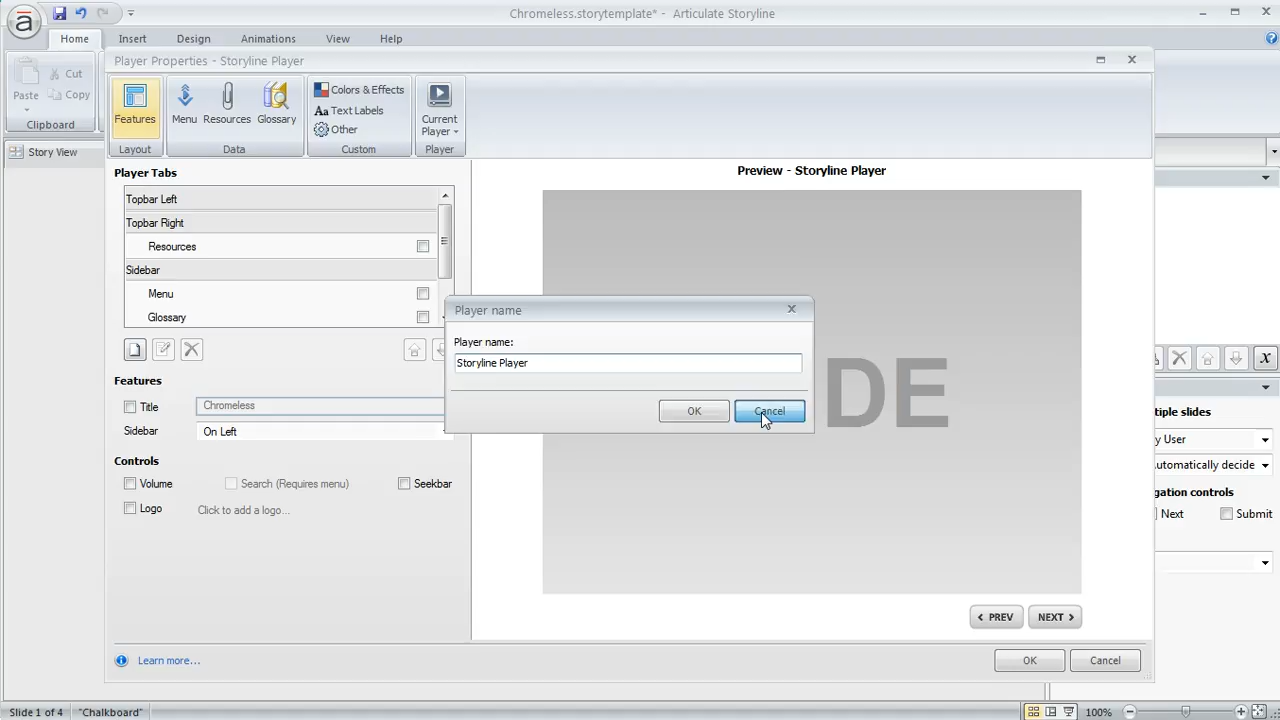 Chromeless.storytemplate* - Articulate Storyline
Home
Insert
Design
Animations
View
Help
Paste
Cut
Copy
Clipboard
Story View
Player Properties - Storyline Player
Features
Layout
Menu
Resources
Glossary
Data
Colors & Effects
Text Labels
Other
Custom
Current Player
Player
Player Tabs
Topbar Left
Topbar Right
Resources
Sidebar
Menu
Glossary
Features
Title
Chromeless
Sidebar
On Left
Controls
Volume
Search (Requires menu)
Seekbar
Logo
Click to add a logo...
Preview - Storyline Player
DE
PREV
NEXT
Player name
Player name:
Storyline Player
OK
Cancel
Learn more...
OK
Cancel
tiple slides
y User
Automatically decide
gation controls
Next
Submit
Slide 1 of 4
"Chalkboard"
100%